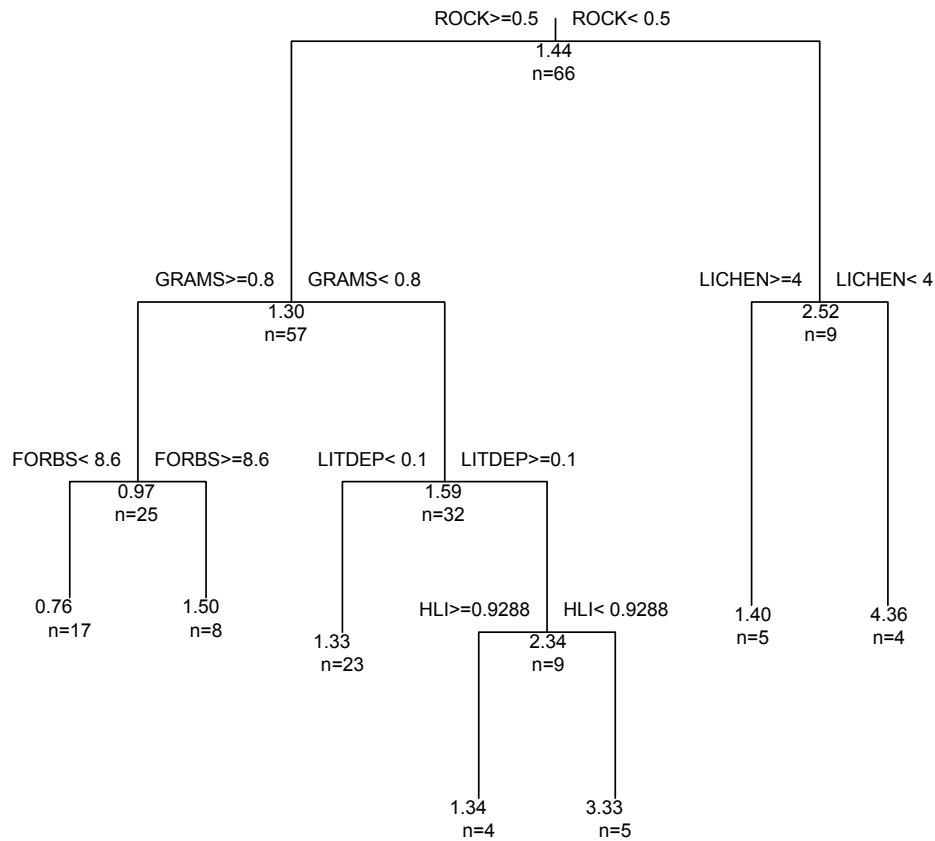 ROCK>=0.5 ROCK< 0.5
1.44
n=66
GRAMS>=0.8 GRAMS< 0.8
1.30
n=57
LICHEN>=4 LICHEN< 4
2.52
n=9
FORBS< 8.6 FORBS>=8.6
0.97
n=25
LITDEP< 0.1 LITDEP>=0.1
1.59
n=32
0.76
n=17
1.50
n=8
1.33
n=23
HLI>=0.9288 HLI< 0.9288
2.34
n=9
1.40
n=5
4.36
n=4
1.34
n=4
3.33
n=5